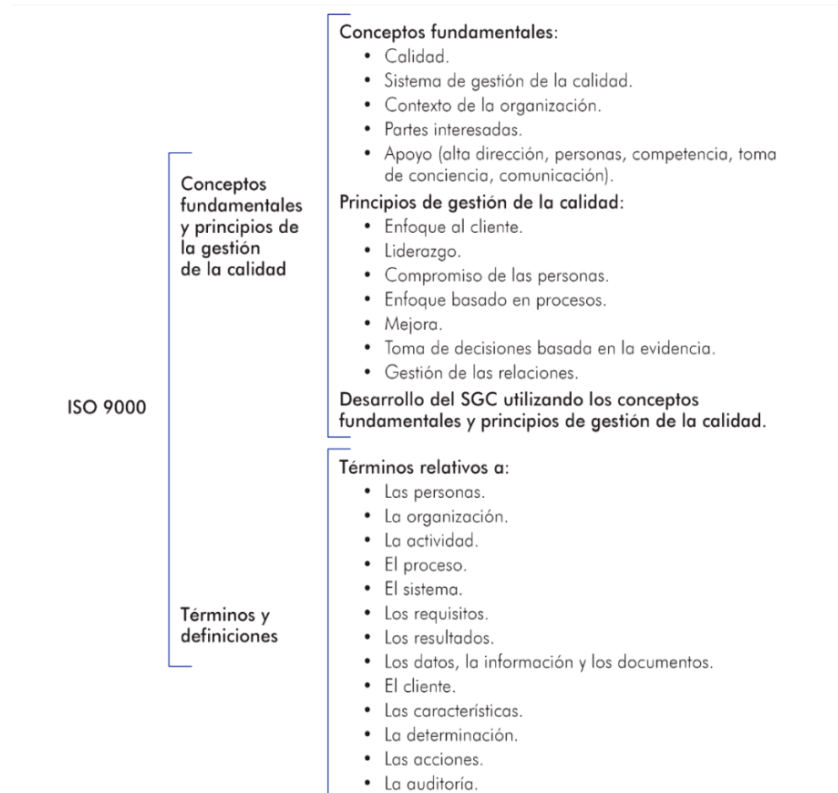 ISO 9000
Conceptos
fundamentales
y principios de
la gestión
de la calidad
Conceptos fundamentales:
• Calidad.
• Sistema de gestión de la calidad.
• Contexto de la organización.
• Partes interesadas.
• Apoyo (alta dirección, personas, competencia, toma
de conciencia, comunicación).
Principios de gestión de la calidad:
• Enfoque al cliente.
• Liderazgo.
• Compromiso de las personas.
• Enfoque basado en procesos.
• Mejora.
• Toma de decisiones basada en la evidencia.
• Gestión de las relaciones.
Desarrollo del SGC utilizando los conceptos
fundamentales y principios de gestión de la calidad.
Términos y
definiciones
Términos relativos a:
• Las personas.
• La organización.
• La actividad.
• El proceso.
• El sistema.
• Los requisitos.
• Los resultados.
• Los datos, la información y los documentos.
• El cliente.
• Las características.
• La determinación.
• Las acciones.
• La auditoría.